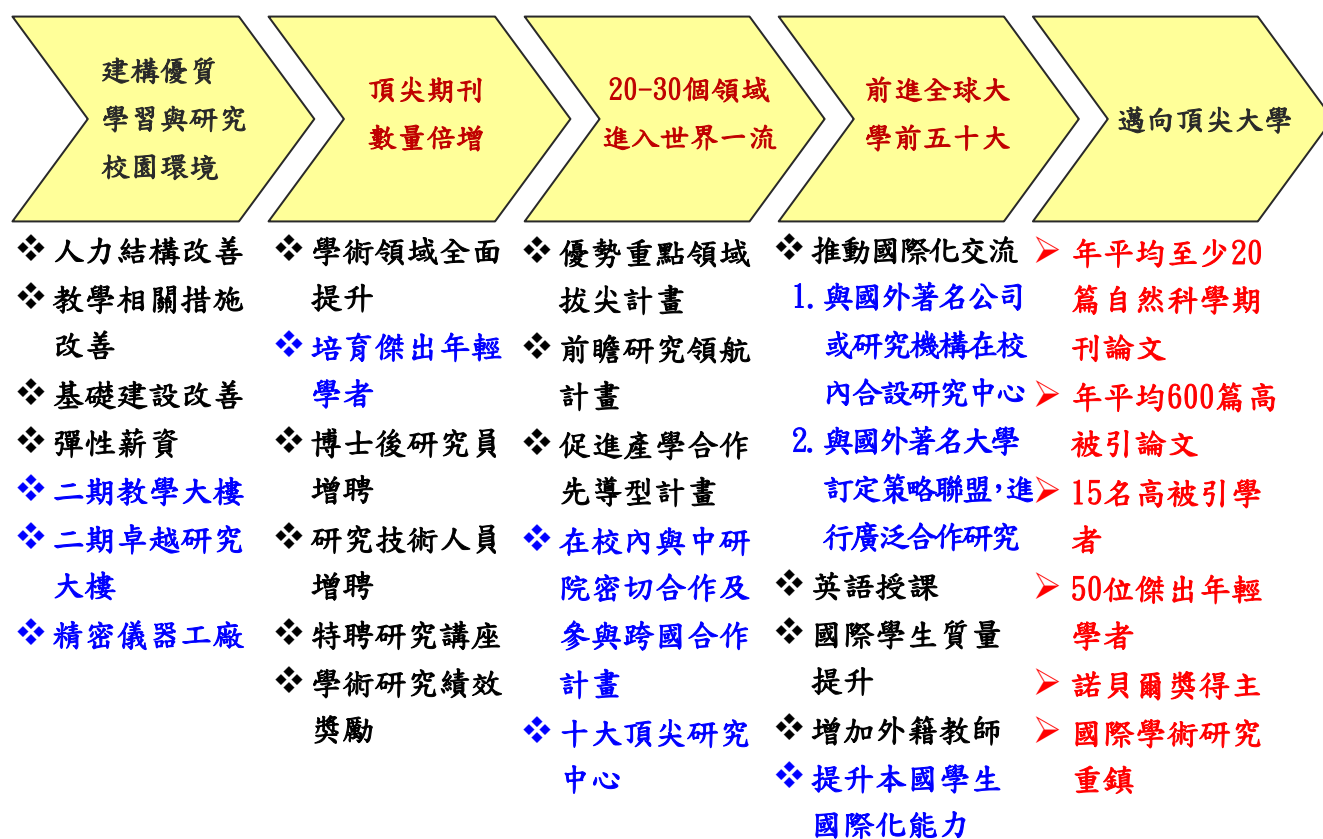 建構優質
學習與研究
校園環境
頂尖期刊
數量倍增
20-30個領域
進入世界一流
前進全球大
學前五十大
邁向頂尖大學
❖ 人力結構改善
❖ 教學相關措施
改善
❖ 基礎建設改善
❖ 彈性薪資
❖ 二期教學大樓
❖ 二期卓越研究
大樓
❖ 精密儀器工廠
❖ 學術領域全面
提升
❖ 培育傑出年輕
學者
❖ 博士後研究員
增聘
❖ 研究技術人員
增聘
❖ 特聘研究講座
❖ 學術研究績效
獎勵
❖ 優勢重點領域
拔尖計畫
❖ 前瞻研究領航
計畫
❖ 促進產學合作
先導型計畫
❖ 在校內與中研
院密切合作及
參與跨國合作
計畫
❖ 十大頂尖研究
中心
❖ 推動國際化交流
1. 與國外著名公司
或研究機構在校
內合設研究中心
2. 與國外著名大學
訂定策略聯盟，進
行廣泛合作研究
❖ 英語授課
❖ 國際學生質量
提升
❖ 增加外籍教師
❖ 提升本國學生
國際化能力
➢ 年平均至少20
篇自然科學期
刊論文
➢ 年平均600篇高
被引論文
➢ 15名高被引學
者
➢ 50位傑出年輕
學者
➢ 諾貝爾獎得主
➢ 國際學術研究
重鎮